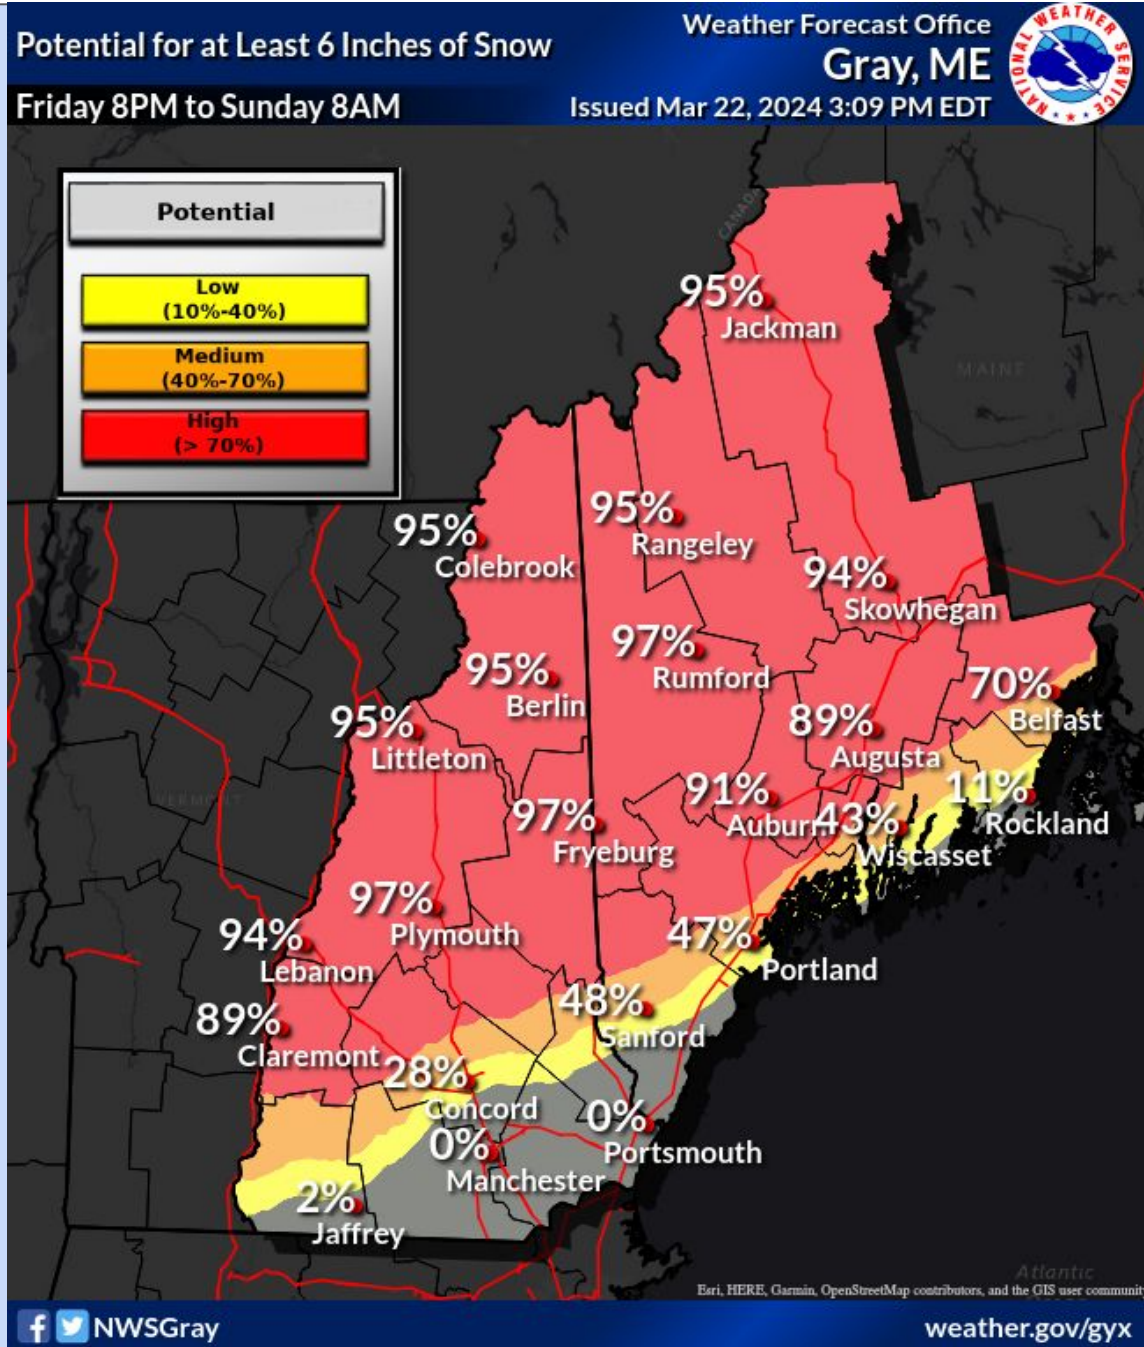 Potential for at Least 6 Inches of Snow
Friday 8PM to Sunday 8AM
Weather Forecast Office
Gray, ME
Issued Mar 22, 2024 3:09 PM EDT
NATIONAL WEATHER SERVICE
Potential
Low
(10%-40%)
Medium
(40%-70%)
High
(> 70%)
CANADA
MAINE
VERMONT
95%
Jackman
95%
Colebrook
95%
Rangeley
94%
Skowhegan
97%
Rumford
95%
Berlin
70%
Belfast
95%
Littleton
89%
Augusta
91%
Auburn
11%
Rockland
43%
Wiscasset
97%
Fryeburg
97%
Plymouth
94%
Lebanon
47%
Portland
48%
Sanford
89%
Claremont
28%
Concord
0%
Portsmouth
0%
Manchester
2%
Jaffrey
Atlantic
Esri, HERE, Garmin, OpenStreetMap contributors, and the GIS user communit
NWSGray
weather.gov/gyx